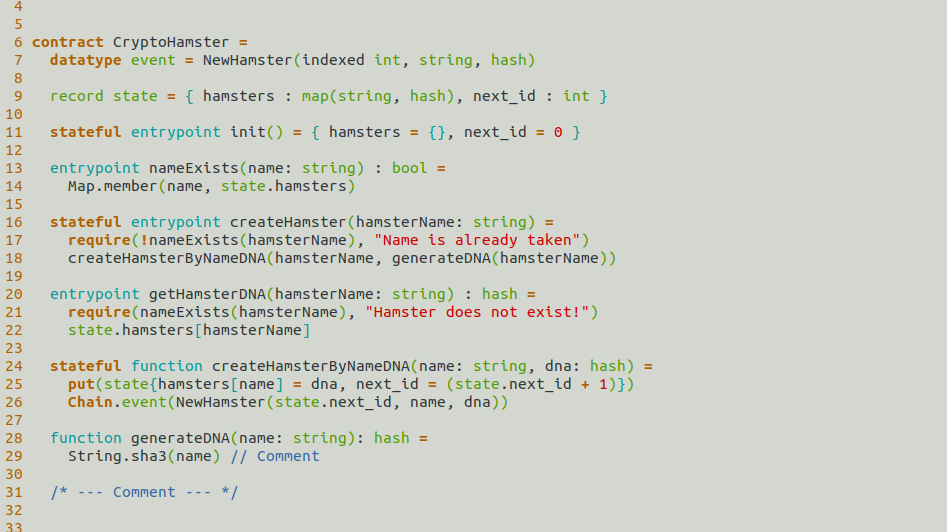 4
5
6 contract CryptoHamster =
7   datatype event = NewHamster(indexed int, string, hash)
8
9   record state = { hamsters : map(string, hash), next_id : int }
10
11   stateful entrypoint init() = { hamsters = {}, next_id = 0 }
12
13   entrypoint nameExists(name: string) : bool =
14     Map.member(name, state.hamsters)
15
16   stateful entrypoint createHamster(hamsterName: string) =
17     require(!nameExists(hamsterName), "Name is already taken")
18     createHamsterByNameDNA(hamsterName, generateDNA(hamsterName))
19
20   entrypoint getHamsterDNA(hamsterName: string) : hash =
21     require(nameExists(hamsterName), "Hamster does not exist!")
22     state.hamsters[hamsterName]
23
24   stateful function createHamsterByNameDNA(name: string, dna: hash) =
25     put(state{hamsters[name] = dna, next_id = (state.next_id + 1)})
26     Chain.event(NewHamster(state.next_id, name, dna))
27
28   function generateDNA(name: string): hash =
29     String.sha3(name) // Comment
30
31   /* --- Comment --- */
32
33